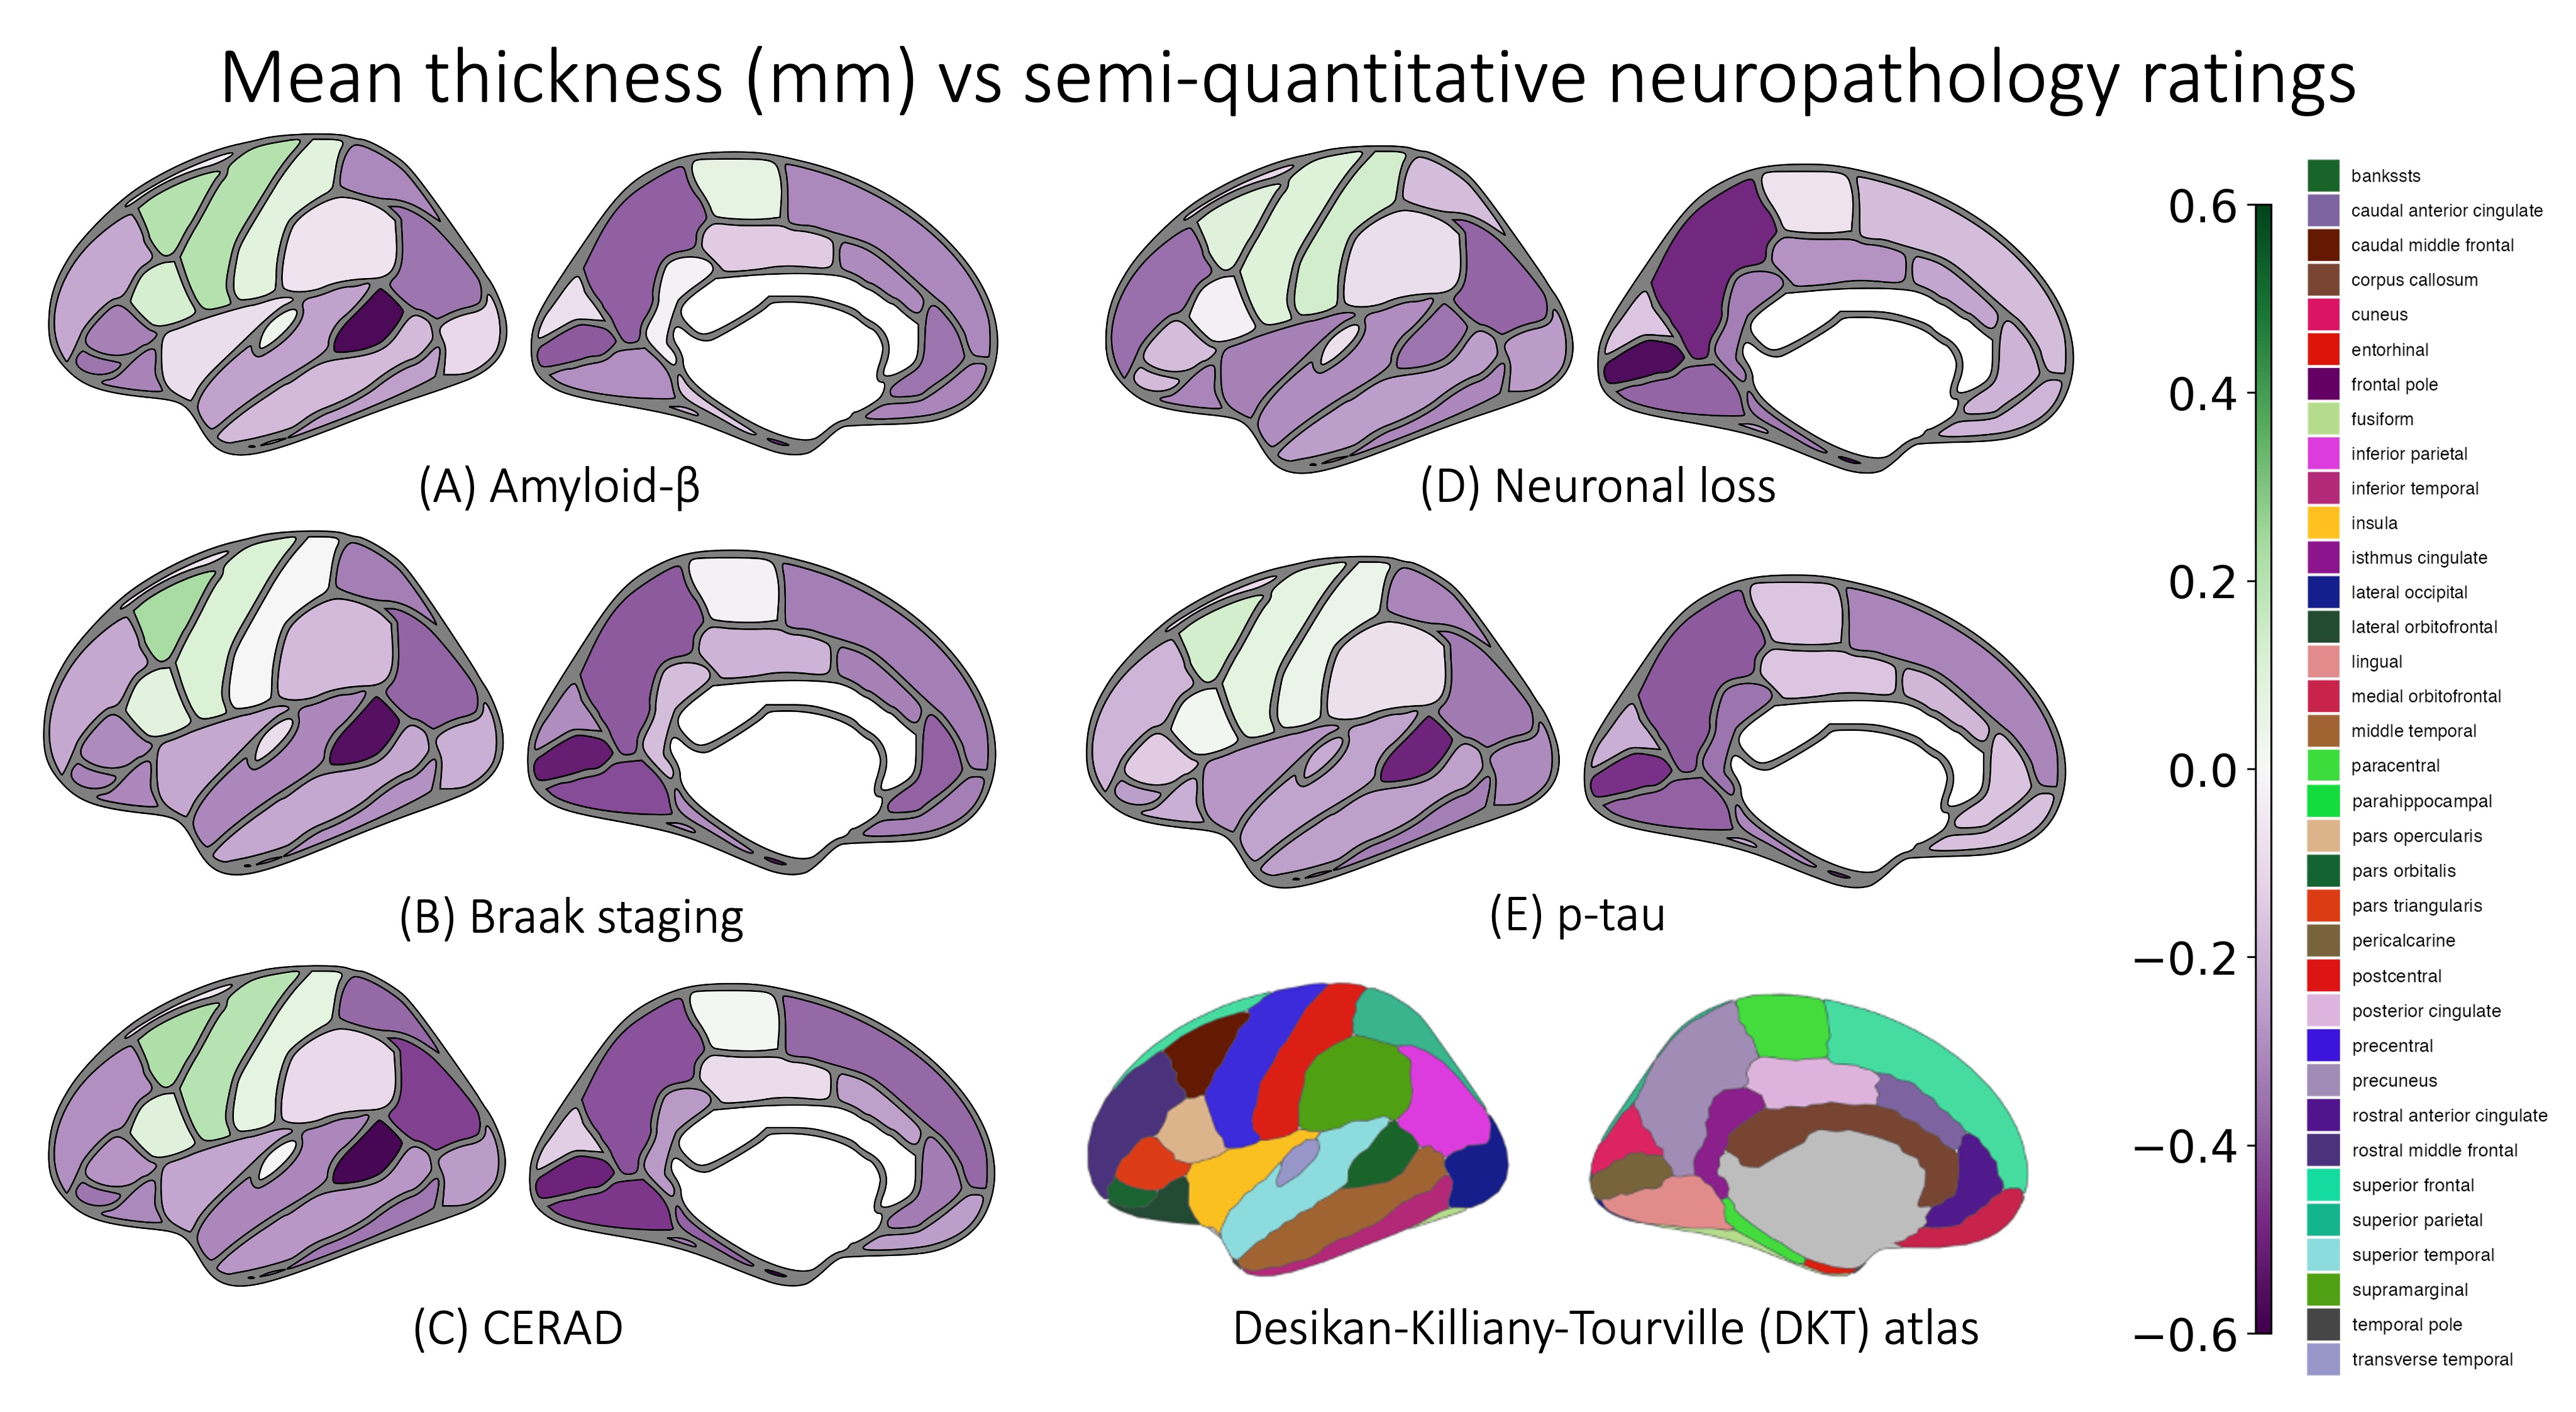 Mean thickness (mm) vs semi-quantitative neuropathology ratings
(A) Amyloid-β
(D) Neuronal loss
(B) Braak staging
(E) p-tau
(C) CERAD
Desikan-Killiany-Tourville (DKT) atlas
0.6
0.4
0.2
0.0
−0.2
−0.4
−0.6
bankssts
caudal anterior cingulate
caudal middle frontal
corpus callosum
cuneus
entorhinal
frontal pole
fusiform
inferior parietal
inferior temporal
insula
isthmus cingulate
lateral occipital
lateral orbitofrontal
lingual
medial orbitofrontal
middle temporal
paracentral
parahippocampal
pars opercularis
pars orbitalis
pars triangularis
pericalcarine
postcentral
posterior cingulate
precentral
precuneus
rostral anterior cingulate
rostral middle frontal
superior frontal
superior parietal
superior temporal
supramarginal
temporal pole
transverse temporal